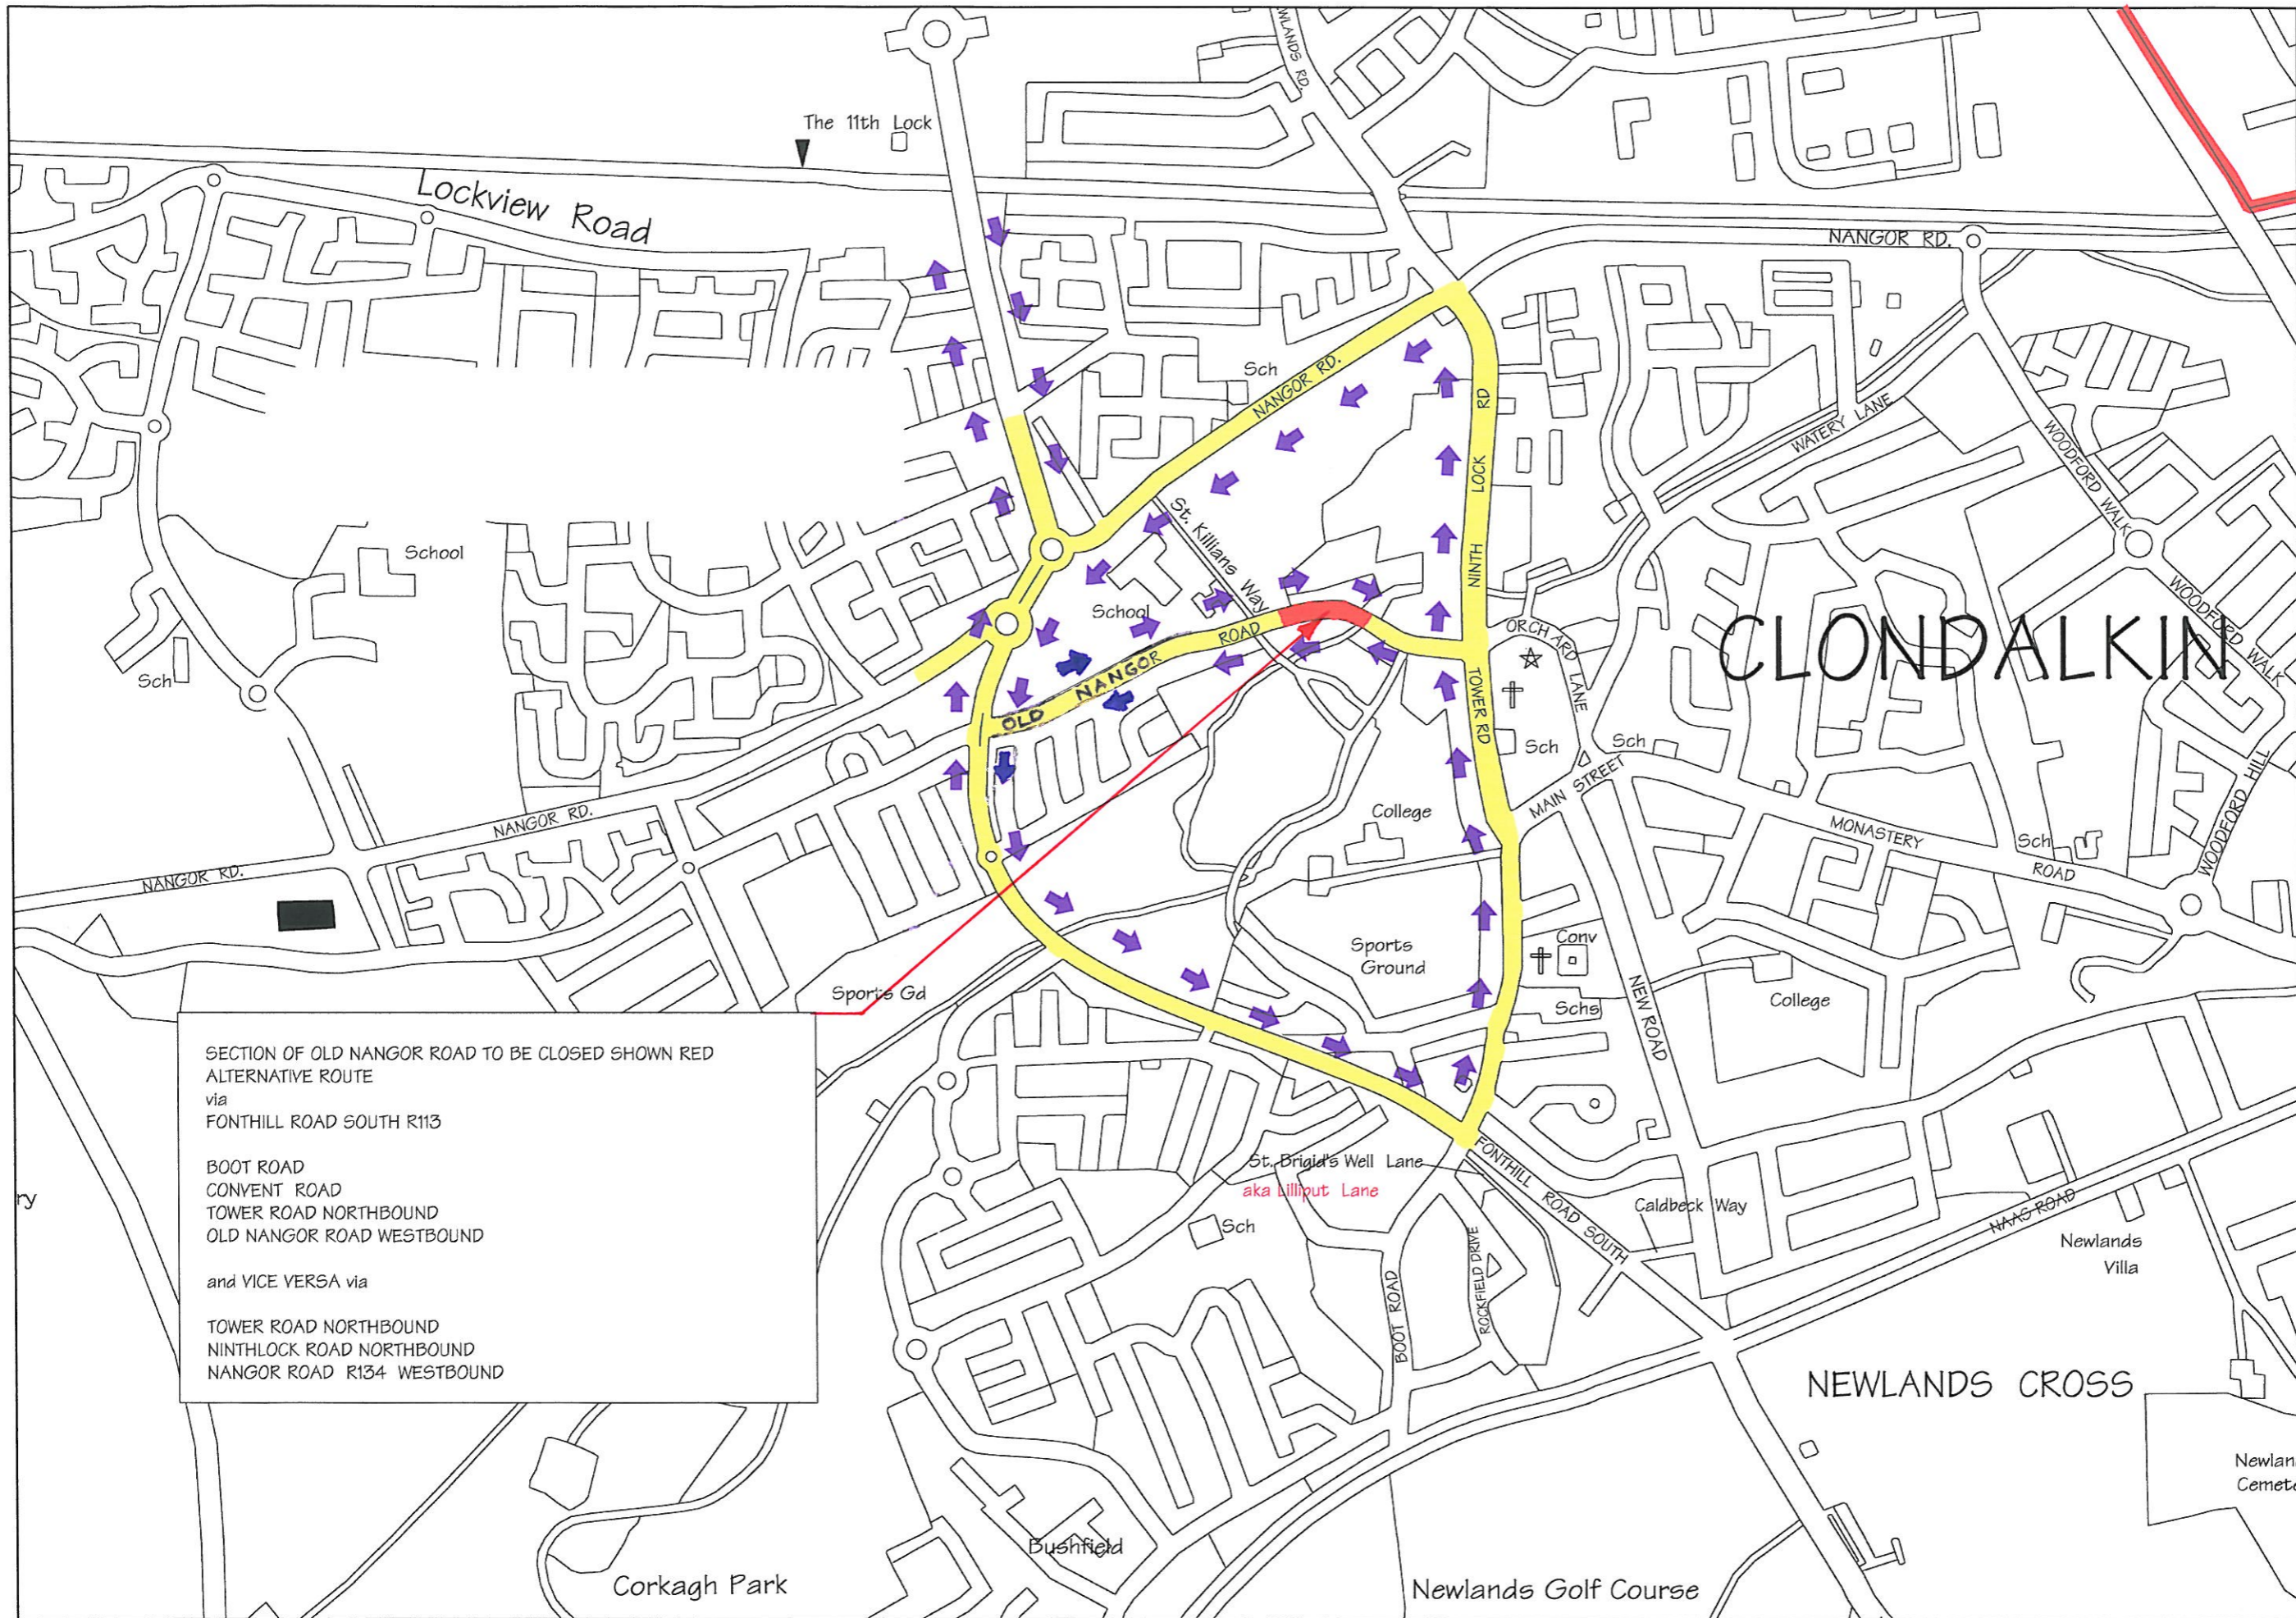 The 11th Lock
Lockview Road
NANGOR RD.
Sch
NANGOR RD.
NINTH LOCK RD
WATERY LANE
WOODFORD WALK
WOODFORD WALK
WOODFORD WALK
WOODFORD HILL
School
Sch
School
St. Killians Way
OLD NANGOR ROAD
ORCHARD LANE
CLONDALKIN
TOWER RD
Sch
Sch
MAIN STREET
MONASTERY ROAD
Sch
College
NANGOR RD.
NANGOR RD.
Sports Ground
Conv
Schs
NEW ROAD
College
Sports Gd
SECTION OF OLD NANGOR ROAD TO BE CLOSED SHOWN RED
ALTERNATIVE ROUTE
via
FONTHILL ROAD SOUTH R113
BOOT ROAD
CONVENT ROAD
TOWER ROAD NORTHBOUND
OLD NANGOR ROAD WESTBOUND
and VICE VERSA via
TOWER ROAD NORTHBOUND
NINTHLOCK ROAD NORTHBOUND
NANGOR ROAD R134 WESTBOUND
ry
St. Brigid's Well Lane
aka Lilliput Lane
Sch
FONTHILL ROAD SOUTH
Caldbeck Way
NAAS ROAD
Newlands
Villa
BOOT ROAD
ROCKFIELD DRIVE
NEWLANDS CROSS
Newlan
Cemete
Bushfield
Corkagh Park
Newlands Golf Course